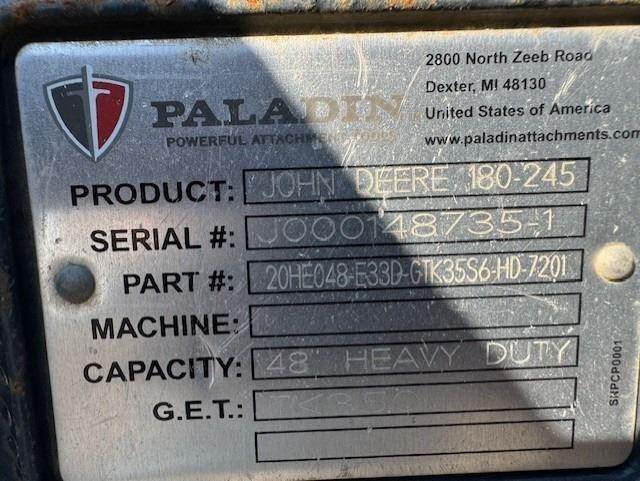 2800 North Zeeb Road
Dexter, MI 48130
United States of America
www.paladinattachments.com
PALADIN
POWERFUL ATTACHMENT TOOLS
PRODUCT: JOHN DEERE 180-245
SERIAL #: J000148735-1
PART #: 20HE048-E33D-GTK35S6-HD-7201
MACHINE:
CAPACITY: 48" HEAVY DUTY
G.E.T.:
SWPCP0001